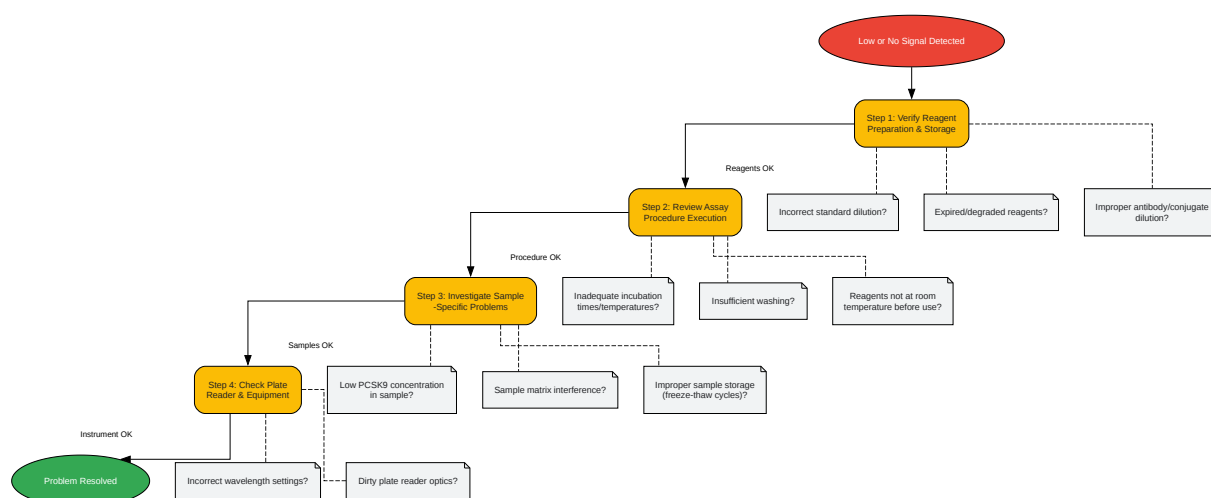 Low or No Signal Detected
Step 1: Verify Reagent
Preparation & Storage
Reagents OK
Step 2: Review Assay
Procedure Execution
Incorrect standard dilution?
Expired/degraded reagents?
Improper antibody/conjugate
dilution?
Procedure OK
Step 3: Investigate Sample
-Specific Problems
Inadequate incubation
times/temperatures?
Insufficient washing?
Reagents not at room
temperature before use?
Samples OK
Step 4: Check Plate
Reader & Equipment
Low PCSK9 concentration
in sample?
Sample matrix interference?
Improper sample storage
(freeze-thaw cycles)?
Instrument OK
Problem Resolved
Incorrect wavelength settings?
Dirty plate reader optics?